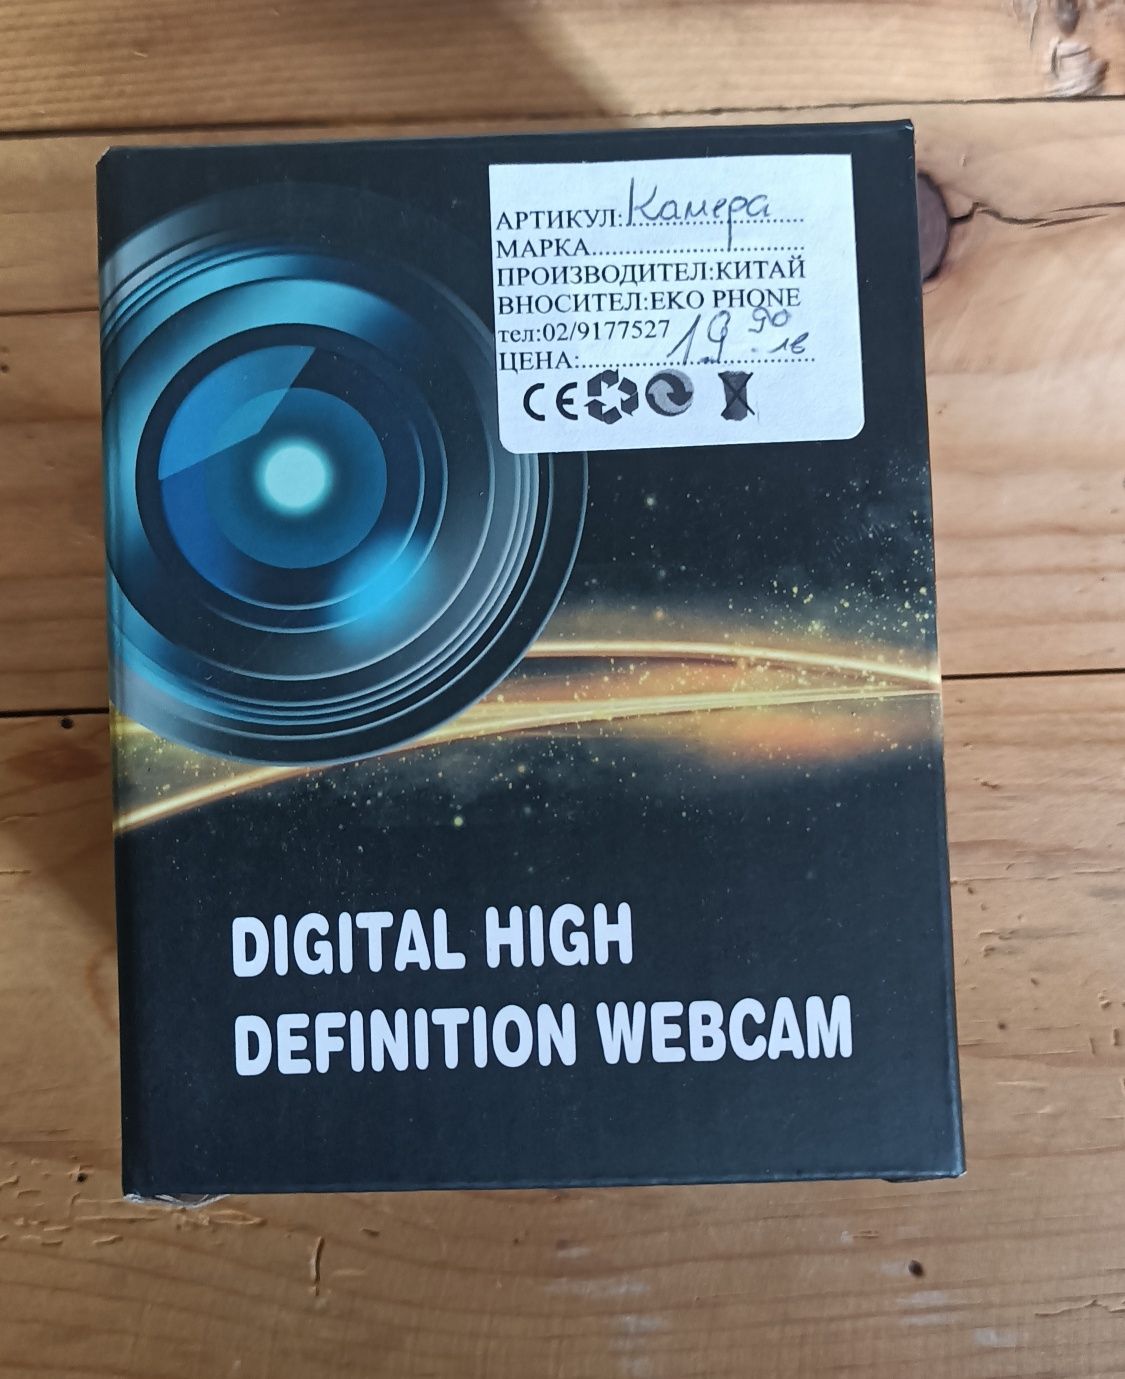 АРТИКУЛ:Камера
МАРКА....................................
ПРОИЗВОДИТЕЛ:КИТАЙ
ВНОСИТЕЛ:ЕКО PHONE
тел:02/9177527
ЦЕНА:....19.90 лв
CE
DIGITAL HIGH
DEFINITION WEBCAM